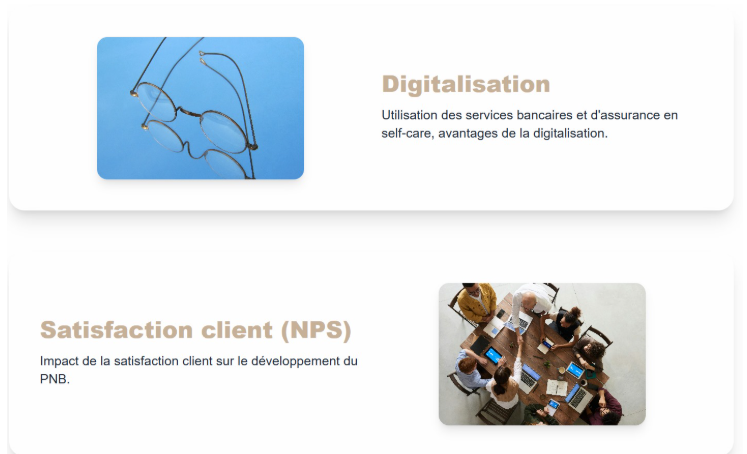 Digitalisation
Utilisation des services bancaires et d'assurance en
self-care, avantages de la digitalisation.
Satisfaction client (NPS)
Impact de la satisfaction client sur le développement du
PNB.